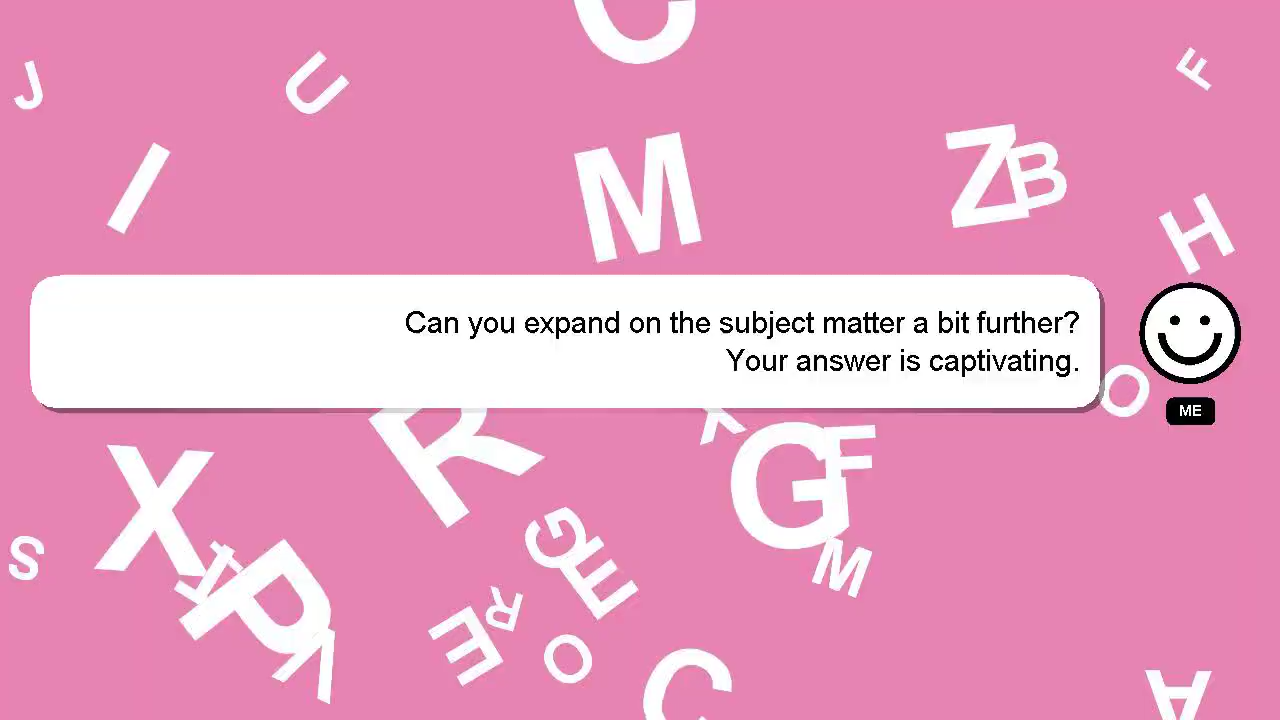 C
J
U
F
I
M
Z
B
H
Can you expand on the subject matter a bit further?
Your answer is captivating.
O
ME
R
X
G
F
X
S
G
E
M
P
V
E
R
O
C
A